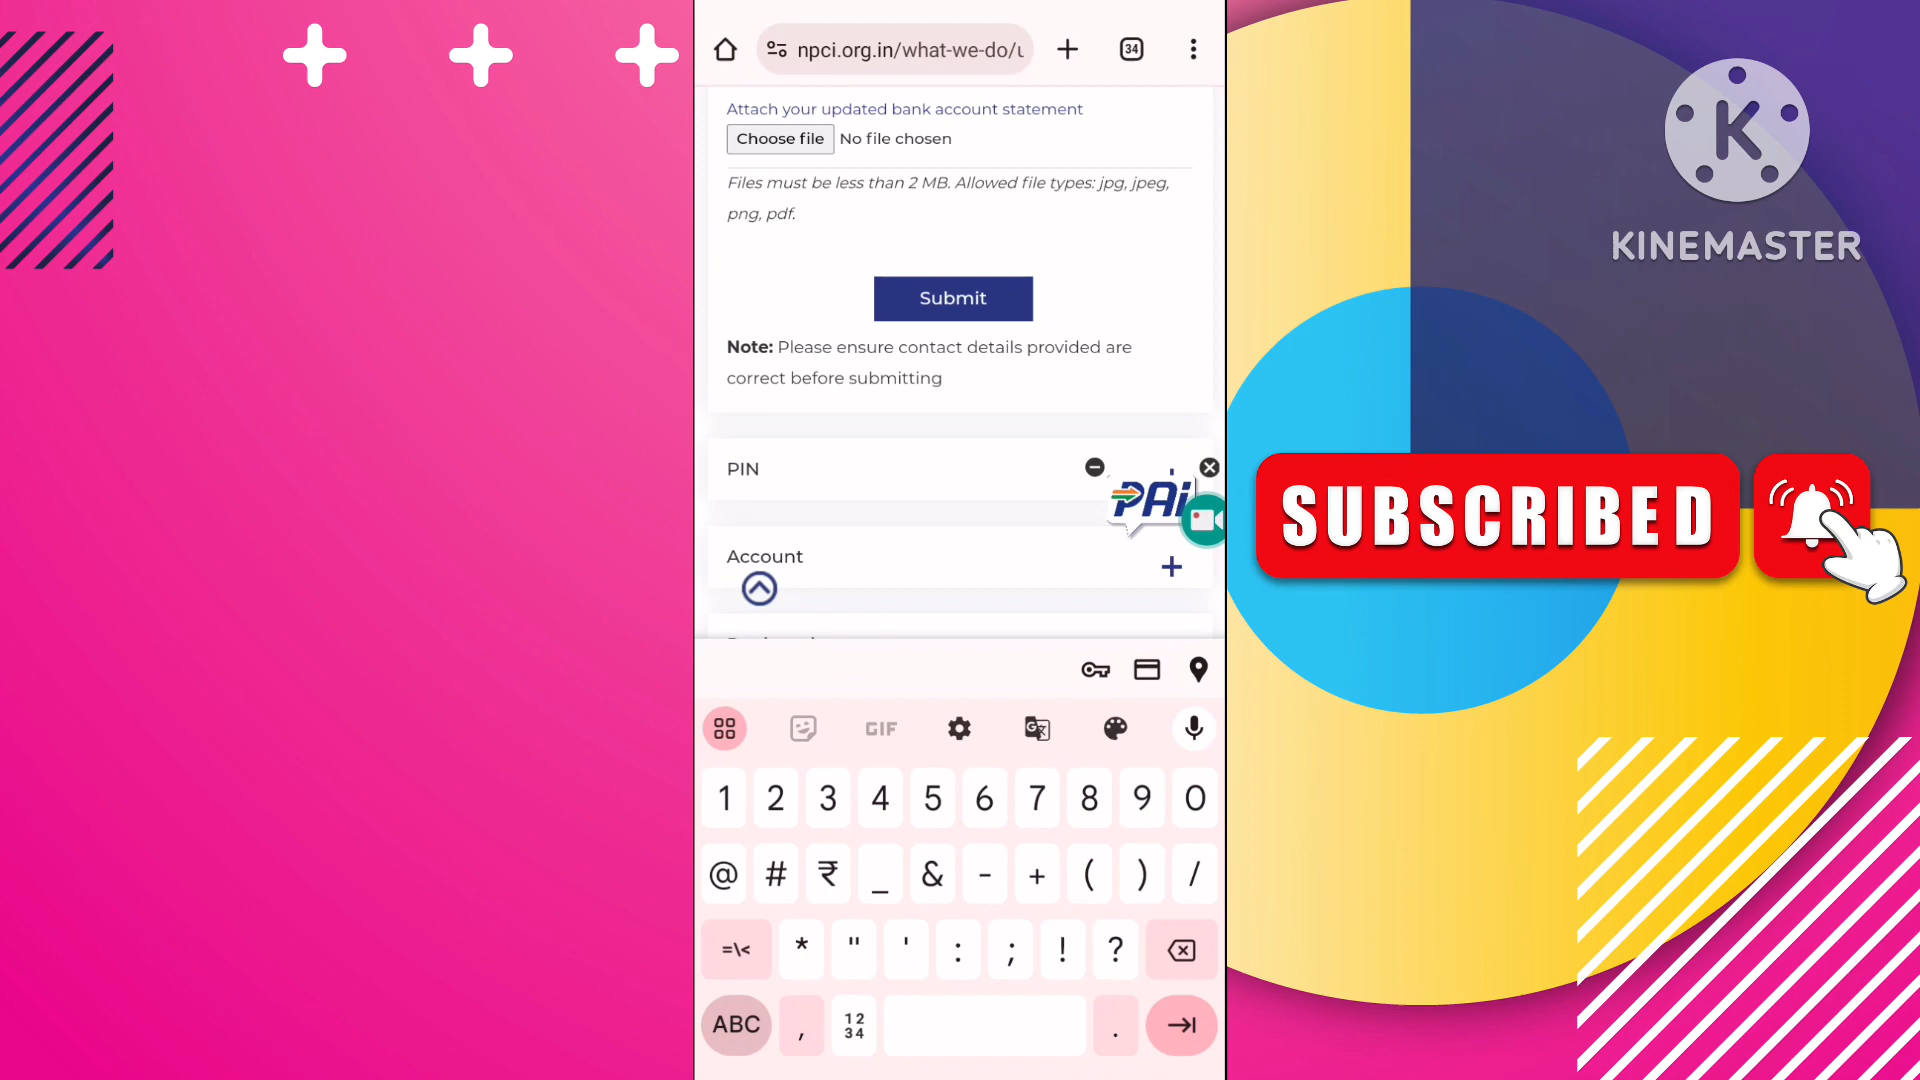 npci.org.in/what-we-do/u
34
Attach your updated bank account statement
Choose file No file chosen
Files must be less than 2 MB. Allowed file types: jpg, jpeg,
png, pdf.
Submit
Note: Please ensure contact details provided are
correct before submitting
PIN
PAi
Account
GIF
1 2 3 4 5 6 7 8 9 0
@ # ₹ _ & - + ( ) /
=\< * " ' : ; ! ?
ABC , 12 34 .
K
KINEMASTER
SUBSCRIBED